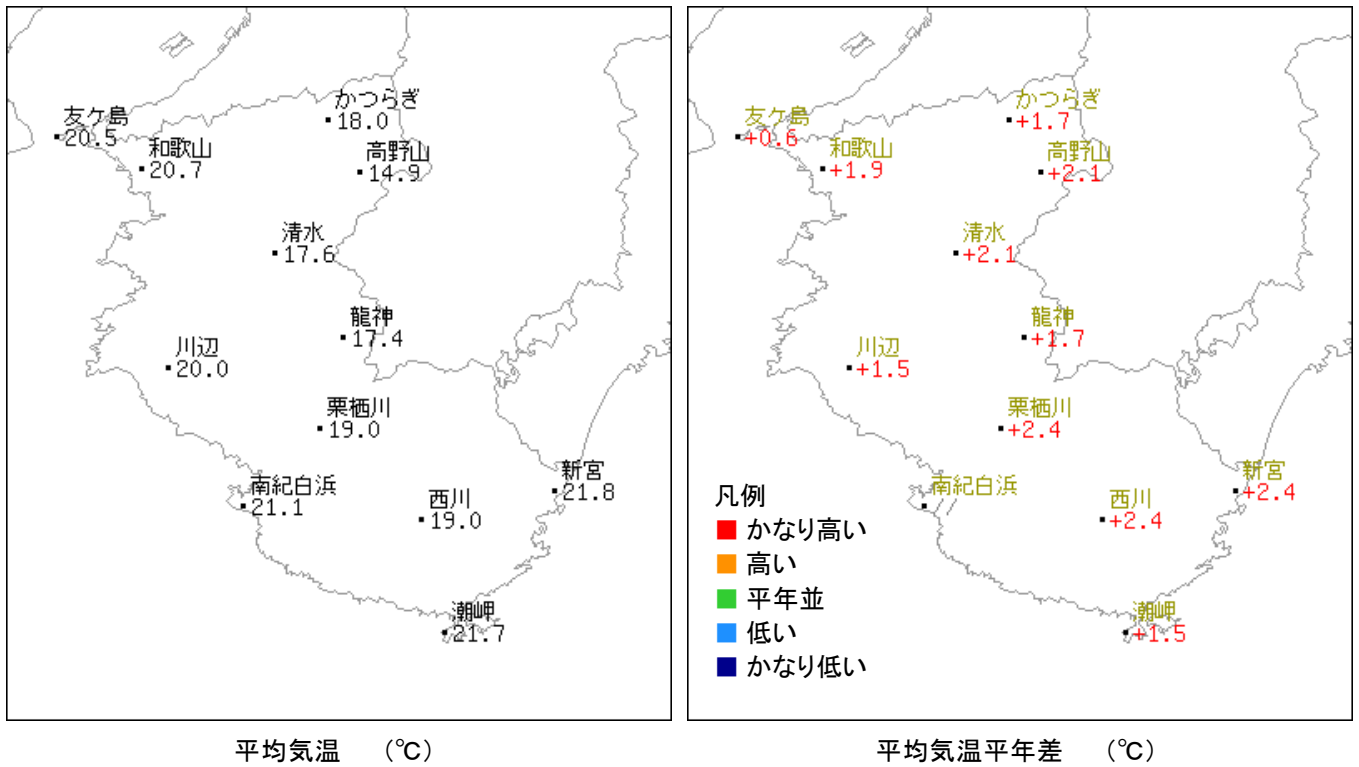 友ケ島
20.5
和歌山
20.7
かつらぎ
18.0
高野山
14.9
清水
17.6
龍神
17.4
川辺
20.0
栗栖川
19.0
南紀白浜
21.1
西川
19.0
新宮
21.8
潮岬
21.7
平均気温 (℃)
友ケ島
+0.6
和歌山
+1.9
かつらぎ
+1.7
高野山
+2.1
清水
+2.1
龍神
+1.7
川辺
+1.5
栗栖川
+2.4
南紀白浜
//
西川
+2.4
新宮
+2.4
潮岬
+1.5
凡例
かなり高い
高い
平年並
低い
かなり低い
平均気温平年差 (℃)